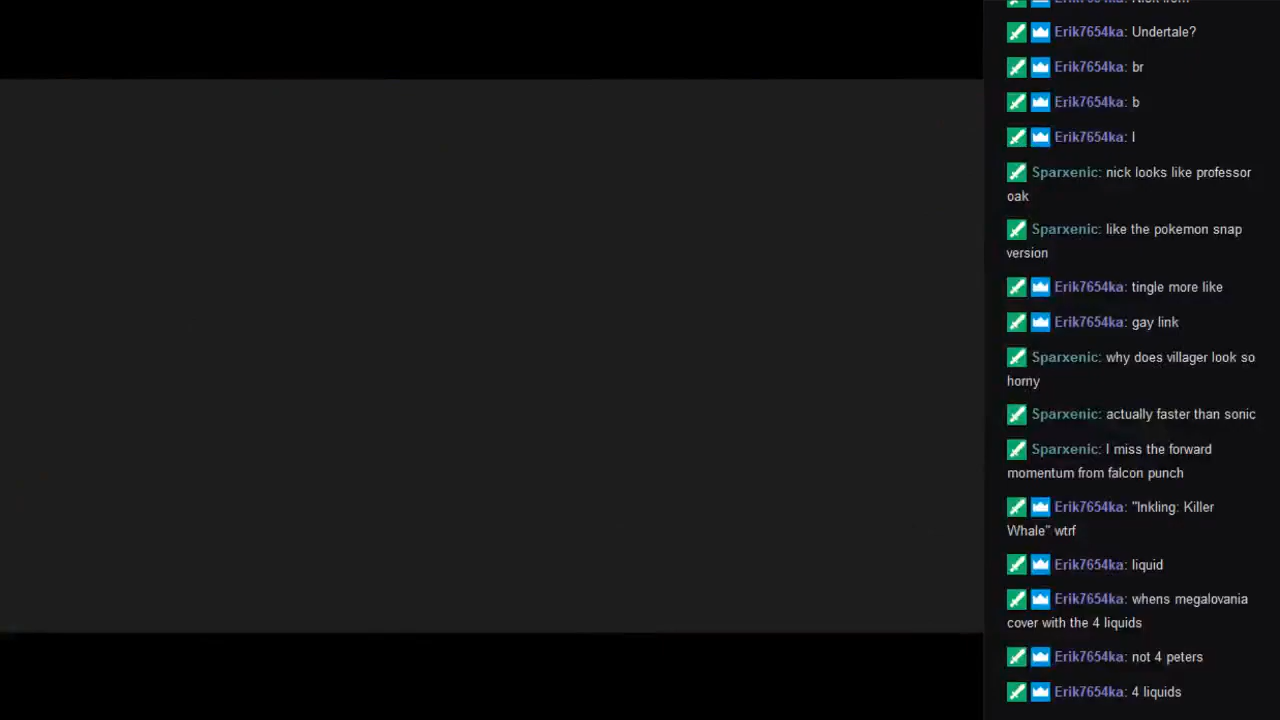 Erik7654ka: Undertale?
Erik7654ka: br
Erik7654ka: b
Erik7654ka: l
Sparxenic: nick looks like professor
oak
Sparxenic: like the pokemon snap
version
Erik7654ka: tingle more like
Erik7654ka: gay link
Sparxenic: why does villager look so
horny
Sparxenic: actually faster than sonic
Sparxenic: I miss the forward
momentum from falcon punch
Erik7654ka: "Inkling: Killer
Whale" wtrf
Erik7654ka: liquid
Erik7654ka: whens megalovania
cover with the 4 liquids
Erik7654ka: not 4 peters
Erik7654ka: 4 liquids